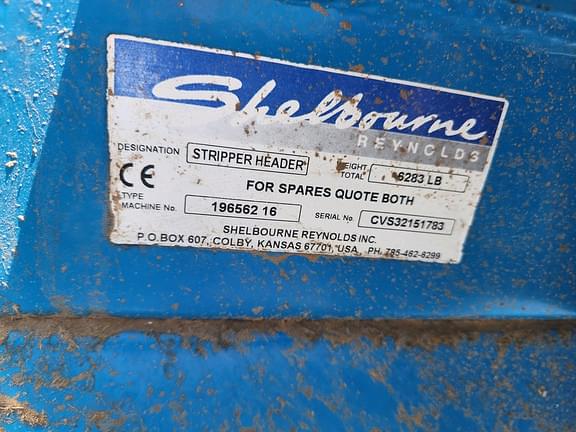 Shelbourne
REYNOLDS
DESIGNATION STRIPPER HEADER WEIGHT TOTAL 6283 LB
CE
FOR SPARES QUOTE BOTH
TYPE
MACHINE No. 196562 16 SERIAL No. CVS32151783
SHELBOURNE REYNOLDS INC.
P.O.BOX 607, COLBY, KANSAS 67701, USA. PH. 785-462-6299